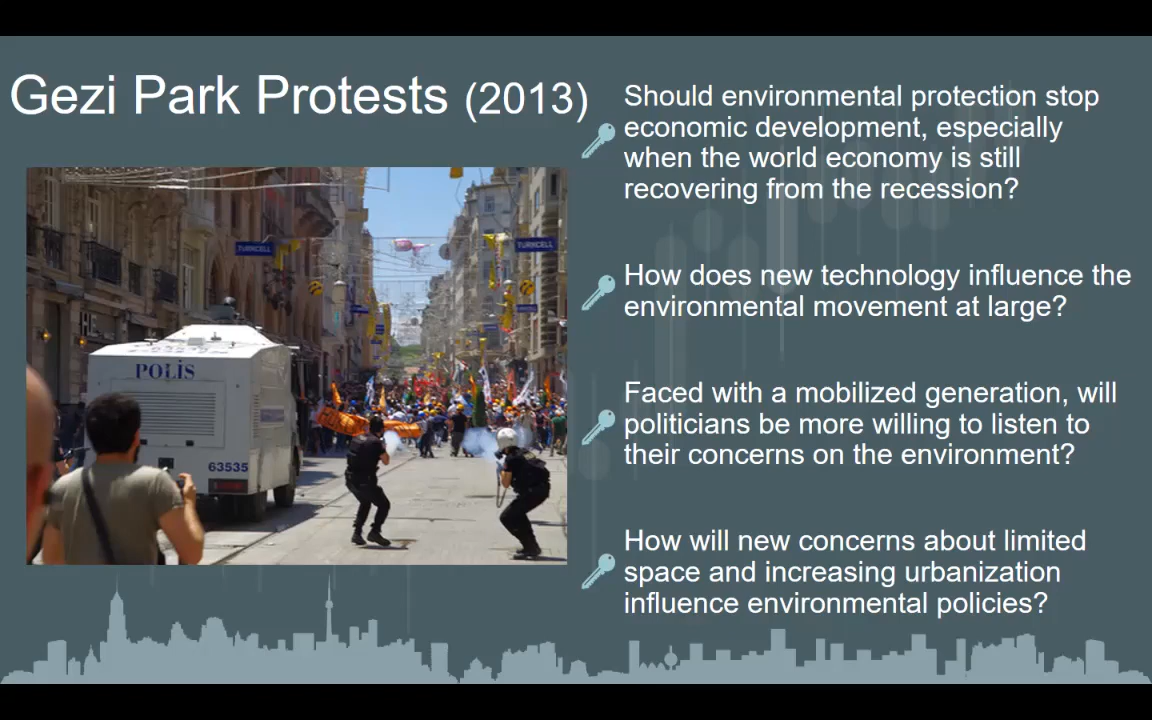 Gezi Park Protests (2013)
TURKCELL
TURKCELL
POLİS
63535
Should environmental protection stop
economic development, especially
when the world economy is still
recovering from the recession?
How does new technology influence the
environmental movement at large?
Faced with a mobilized generation, will
politicians be more willing to listen to
their concerns on the environment?
How will new concerns about limited
space and increasing urbanization
influence environmental policies?